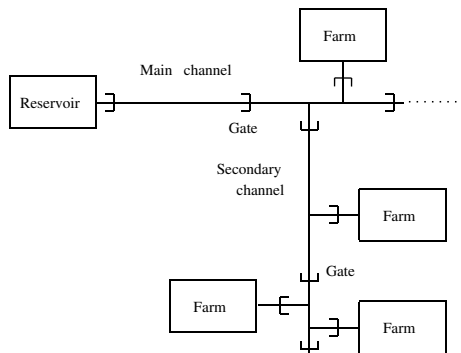 Farm
Main channel
Reservoir
Gate
Secondary
channel
Farm
Gate
Farm
Farm